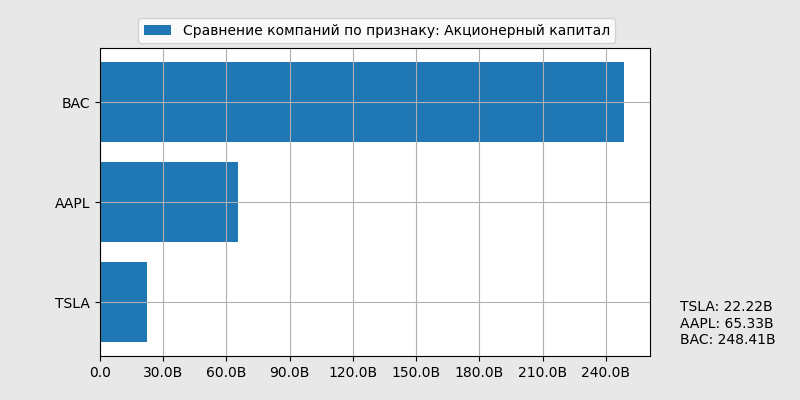 Сравнение компаний по признаку: Акционерный капитал
BAC
AAPL
TSLA
0.0 30.0B 60.0B 90.0B 120.0B 150.0B 180.0B 210.0B 240.0B
TSLA: 22.22B
AAPL: 65.33B
BAC: 248.41B